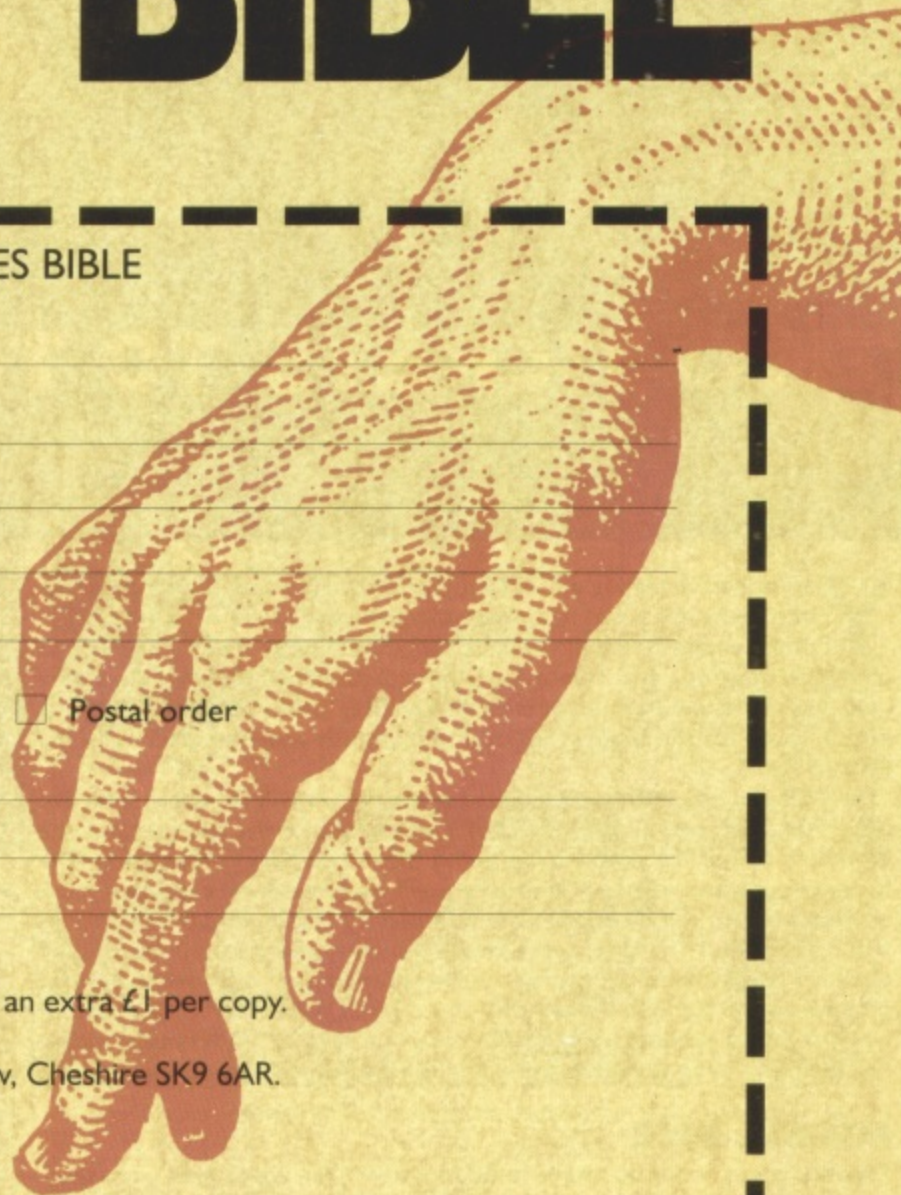 BIBLE
ES BIBLE
Postal order
an extra £1 per copy.
w, Cheshire SK9 6AR.